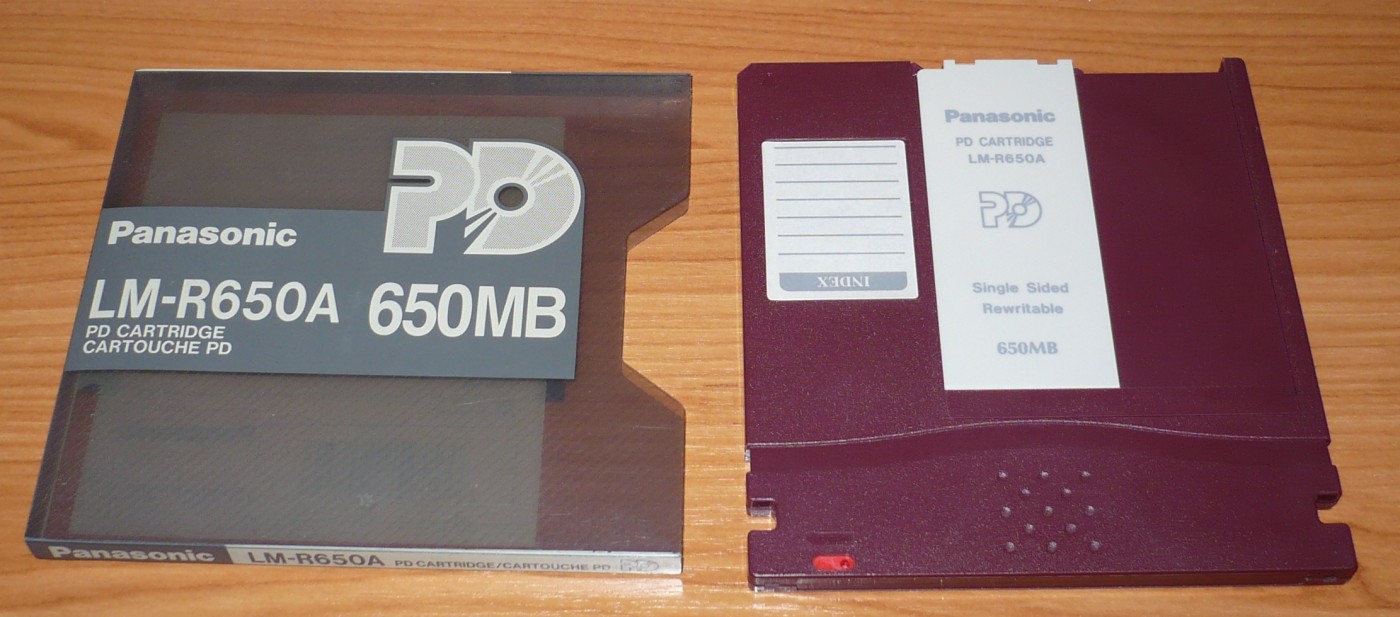 PD
Panasonic
LM-R650A 650MB
PD CARTRIDGE
CARTOUCHE PD
Panasonic LM-R650A PD CARTRIDGE/CARTOUCHE PD PD
INDEX
Panasonic
PD CARTRIDGE
LM-R650A
PD
Single Sided
Rewritable
650MB